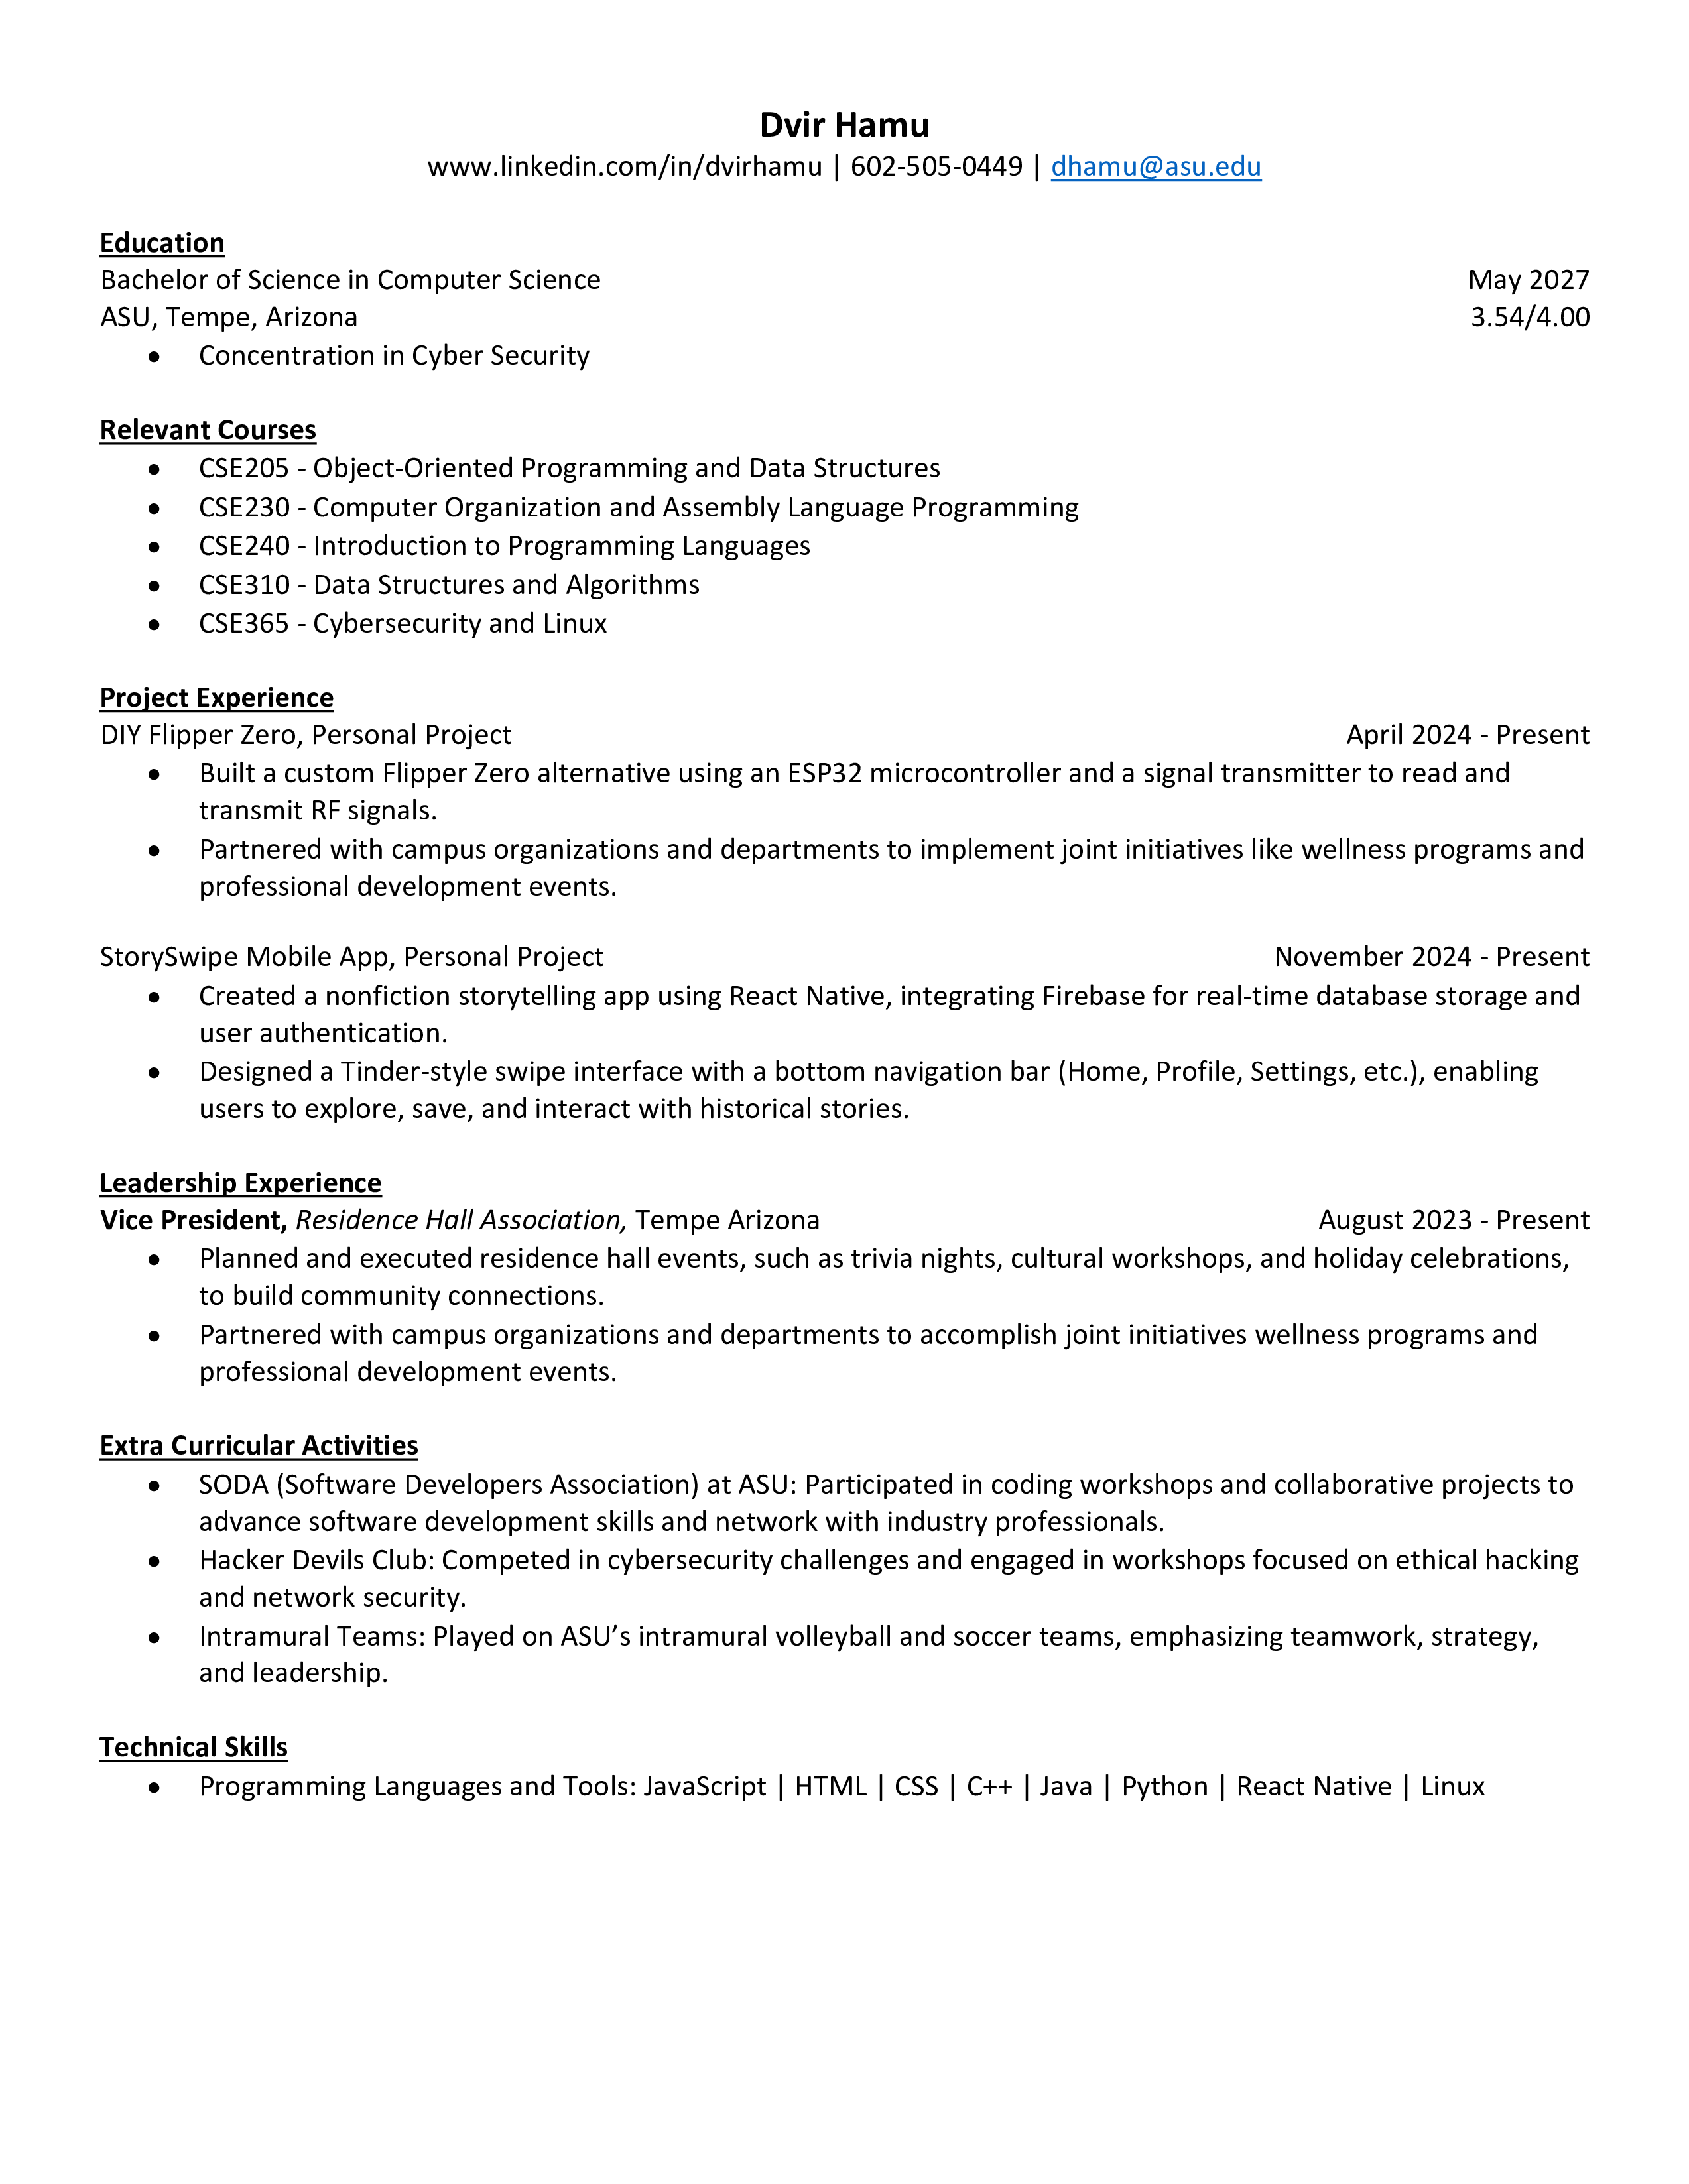 Dvir Hamu
www.linkedin.com/in/dvirhamu | 602-505-0449 | dhamu@asu.edu
Education
Bachelor of Science in Computer Science May 2027
ASU, Tempe, Arizona 3.54/4.00
• Concentration in Cyber Security
Relevant Courses
• CSE205 - Object-Oriented Programming and Data Structures
• CSE230 - Computer Organization and Assembly Language Programming
• CSE240 - Introduction to Programming Languages
• CSE310 - Data Structures and Algorithms
• CSE365 - Cybersecurity and Linux
Project Experience
DIY Flipper Zero, Personal Project April 2024 - Present
• Built a custom Flipper Zero alternative using an ESP32 microcontroller and a signal transmitter to read and
transmit RF signals.
• Partnered with campus organizations and departments to implement joint initiatives like wellness programs and
professional development events.
StorySwipe Mobile App, Personal Project November 2024 - Present
• Created a nonfiction storytelling app using React Native, integrating Firebase for real-time database storage and
user authentication.
• Designed a Tinder-style swipe interface with a bottom navigation bar (Home, Profile, Settings, etc.), enabling
users to explore, save, and interact with historical stories.
Leadership Experience
Vice President, Residence Hall Association, Tempe Arizona August 2023 - Present
• Planned and executed residence hall events, such as trivia nights, cultural workshops, and holiday celebrations,
to build community connections.
• Partnered with campus organizations and departments to accomplish joint initiatives wellness programs and
professional development events.
Extra Curricular Activities
• SODA (Software Developers Association) at ASU: Participated in coding workshops and collaborative projects to
advance software development skills and network with industry professionals.
• Hacker Devils Club: Competed in cybersecurity challenges and engaged in workshops focused on ethical hacking
and network security.
• Intramural Teams: Played on ASU’s intramural volleyball and soccer teams, emphasizing teamwork, strategy,
and leadership.
Technical Skills
• Programming Languages and Tools: JavaScript | HTML | CSS | C++ | Java | Python | React Native | Linux